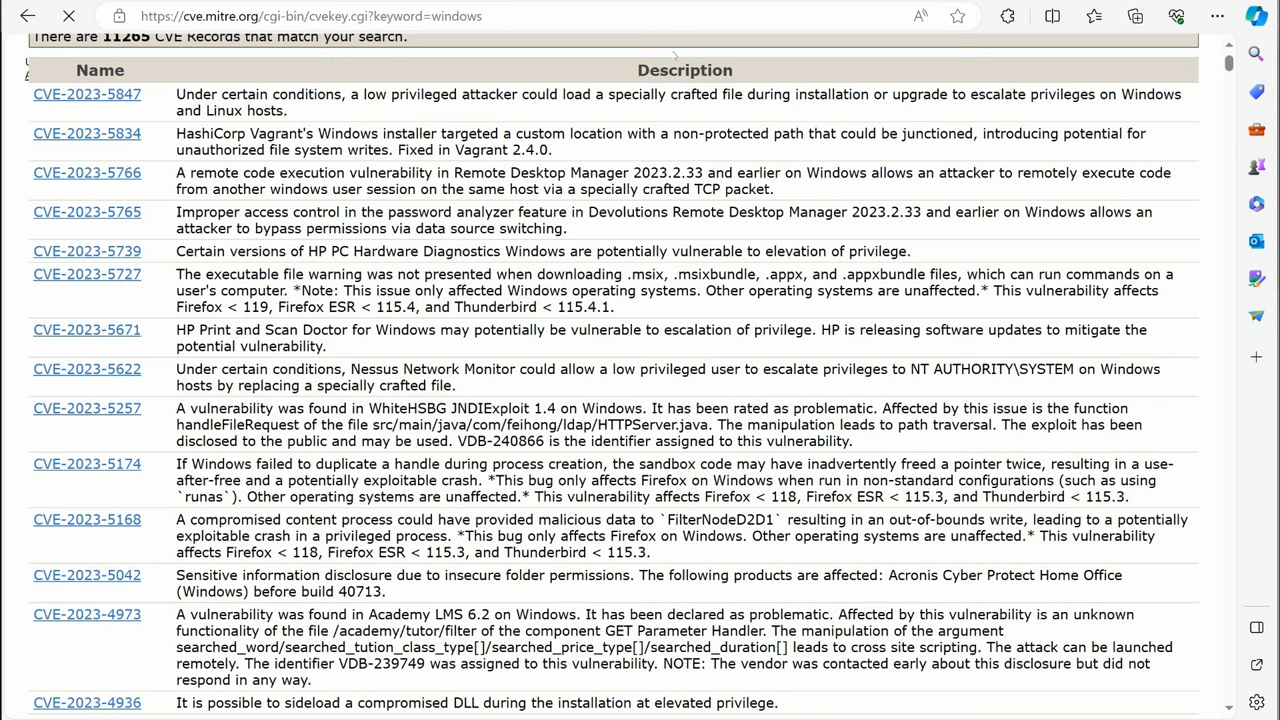 https://cve.mitre.org/cgi-bin/cvekey.cgi?keyword=windows
There are 11265 CVE Records that match your search.
Name Description
CVE-2023-5847 Under certain conditions, a low privileged attacker could load a specially crafted file during installation or upgrade to escalate privileges on Windows
and Linux hosts.
CVE-2023-5834 HashiCorp Vagrant's Windows installer targeted a custom location with a non-protected path that could be junctioned, introducing potential for
unauthorized file system writes. Fixed in Vagrant 2.4.0.
CVE-2023-5766 A remote code execution vulnerability in Remote Desktop Manager 2023.2.33 and earlier on Windows allows an attacker to remotely execute code
from another windows user session on the same host via a specially crafted TCP packet.
CVE-2023-5765 Improper access control in the password analyzer feature in Devolutions Remote Desktop Manager 2023.2.33 and earlier on Windows allows an
attacker to bypass permissions via data source switching.
CVE-2023-5739 Certain versions of HP PC Hardware Diagnostics Windows are potentially vulnerable to elevation of privilege.
CVE-2023-5727 The executable file warning was not presented when downloading .msix, .msixbundle, .appx, and .appxbundle files, which can run commands on a
user's computer. *Note: This issue only affected Windows operating systems. Other operating systems are unaffected.* This vulnerability affects
Firefox < 119, Firefox ESR < 115.4, and Thunderbird < 115.4.1.
CVE-2023-5671 HP Print and Scan Doctor for Windows may potentially be vulnerable to escalation of privilege. HP is releasing software updates to mitigate the
potential vulnerability.
CVE-2023-5622 Under certain conditions, Nessus Network Monitor could allow a low privileged user to escalate privileges to NT AUTHORITY\SYSTEM on Windows
hosts by replacing a specially crafted file.
CVE-2023-5257 A vulnerability was found in WhiteHSBG JNDIExploit 1.4 on Windows. It has been rated as problematic. Affected by this issue is the function
handleFileRequest of the file src/main/java/com/feihong/ldap/HTTPServer.java. The manipulation leads to path traversal. The exploit has been
disclosed to the public and may be used. VDB-240866 is the identifier assigned to this vulnerability.
CVE-2023-5174 If Windows failed to duplicate a handle during process creation, the sandbox code may have inadvertently freed a pointer twice, resulting in a use-
after-free and a potentially exploitable crash. *This bug only affects Firefox on Windows when run in non-standard configurations (such as using
`runas`). Other operating systems are unaffected.* This vulnerability affects Firefox < 118, Firefox ESR < 115.3, and Thunderbird < 115.3.
CVE-2023-5168 A compromised content process could have provided malicious data to `FilterNodeD2D1` resulting in an out-of-bounds write, leading to a potentially
exploitable crash in a privileged process. *This bug only affects Firefox on Windows. Other operating systems are unaffected.* This vulnerability
affects Firefox < 118, Firefox ESR < 115.3, and Thunderbird < 115.3.
CVE-2023-5042 Sensitive information disclosure due to insecure folder permissions. The following products are affected: Acronis Cyber Protect Home Office
(Windows) before build 40713.
CVE-2023-4973 A vulnerability was found in Academy LMS 6.2 on Windows. It has been declared as problematic. Affected by this vulnerability is an unknown
functionality of the file /academy/tutor/filter of the component GET Parameter Handler. The manipulation of the argument
searched_word/searched_tution_class_type[]/searched_price_type[]/searched_duration[] leads to cross site scripting. The attack can be launched
remotely. The identifier VDB-239749 was assigned to this vulnerability. NOTE: The vendor was contacted early about this disclosure but did not
respond in any way.
CVE-2023-4936 It is possible to sideload a compromised DLL during the installation at elevated privilege.